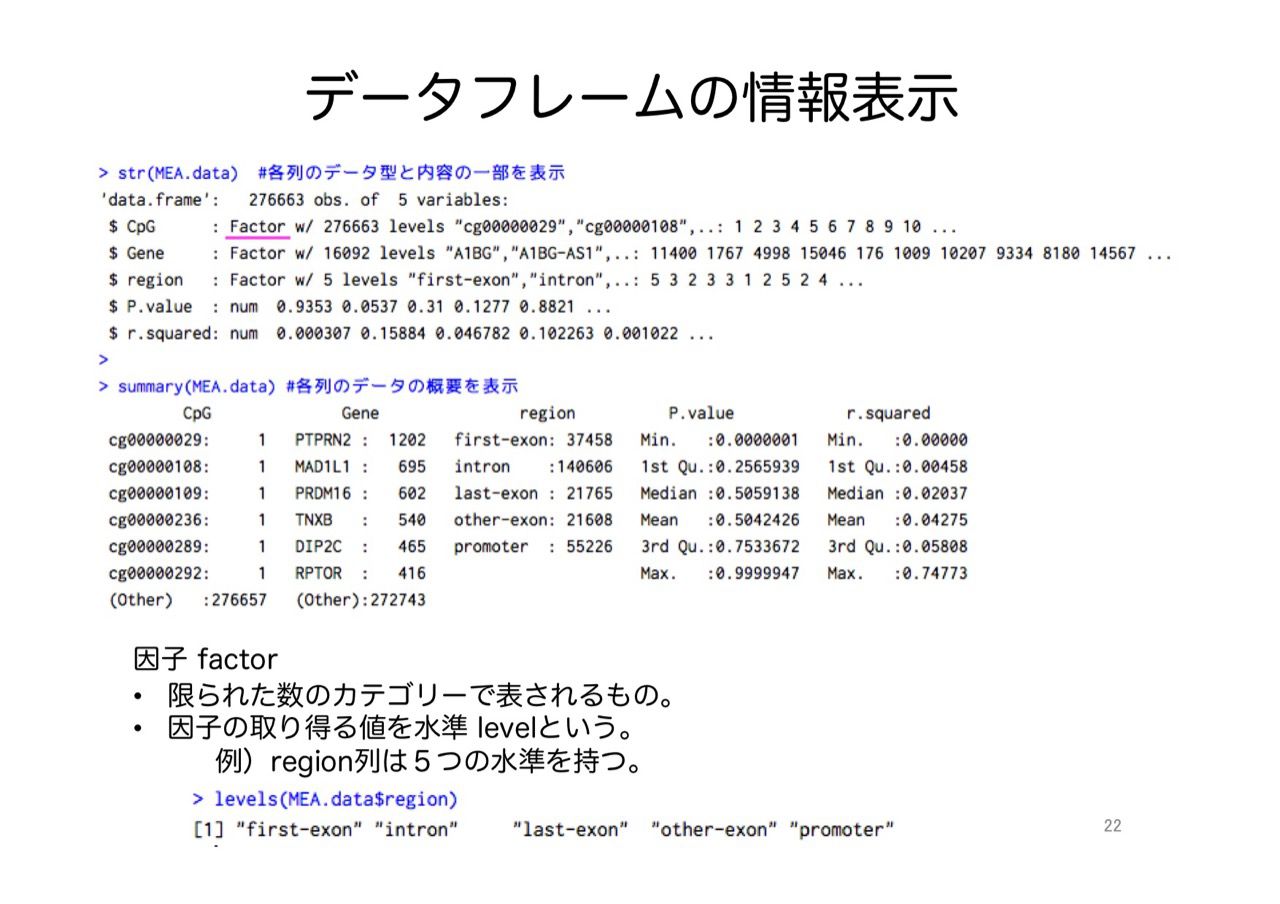 データフレームの情報表示
> str(MEA.data)  #各列のデータ型と内容の一部を表示
'data.frame':   276663 obs. of  5 variables:
 $ CpG      : Factor w/ 276663 levels "cg00000029","cg00000108",..: 1 2 3 4 5 6 7 8 9 10 ...
 $ Gene     : Factor w/ 16092 levels "A1BG","A1BG-AS1",..: 11400 1767 4998 15046 176 1009 10207 9334 8180 14567 ...
 $ region   : Factor w/ 5 levels "first-exon","intron",..: 5 3 2 3 3 1 2 5 2 4 ...
 $ P.value  : num  0.9353 0.0537 0.31 0.1277 0.8821 ...
 $ r.squared: num  0.000307 0.15884 0.046782 0.102263 0.001022 ...
>
> summary(MEA.data) #各列のデータの概要を表示
CpG   Gene   region   P.value   r.squared
cg00000029:     1   PTPRN2 :  1202   first-exon: 37458   Min.   :0.0000001   Min.   :0.00000
cg00000108:     1   MAD1L1 :   695   intron    :140606   1st Qu.:0.2565939   1st Qu.:0.00458
cg00000109:     1   PRDM16 :   602   last-exon : 21765   Median :0.5059138   Median :0.02037
cg00000236:     1   TNXB   :   540   other-exon: 21608   Mean   :0.5042426   Mean   :0.04275
cg00000289:     1   DIP2C  :   465   promoter  : 55226   3rd Qu.:0.7533672   3rd Qu.:0.05808
cg00000292:     1   RPTOR  :   416   Max.   :0.9999947   Max.   :0.74773
(Other)   :276657   (Other):272743
因子 factor
• 限られた数のカテゴリーで表されるもの。
• 因子の取り得る値を水準 levelという。
例）region列は５つの水準を持つ。
> levels(MEA.data$region)
[1] "first-exon" "intron"     "last-exon"  "other-exon" "promoter"
22